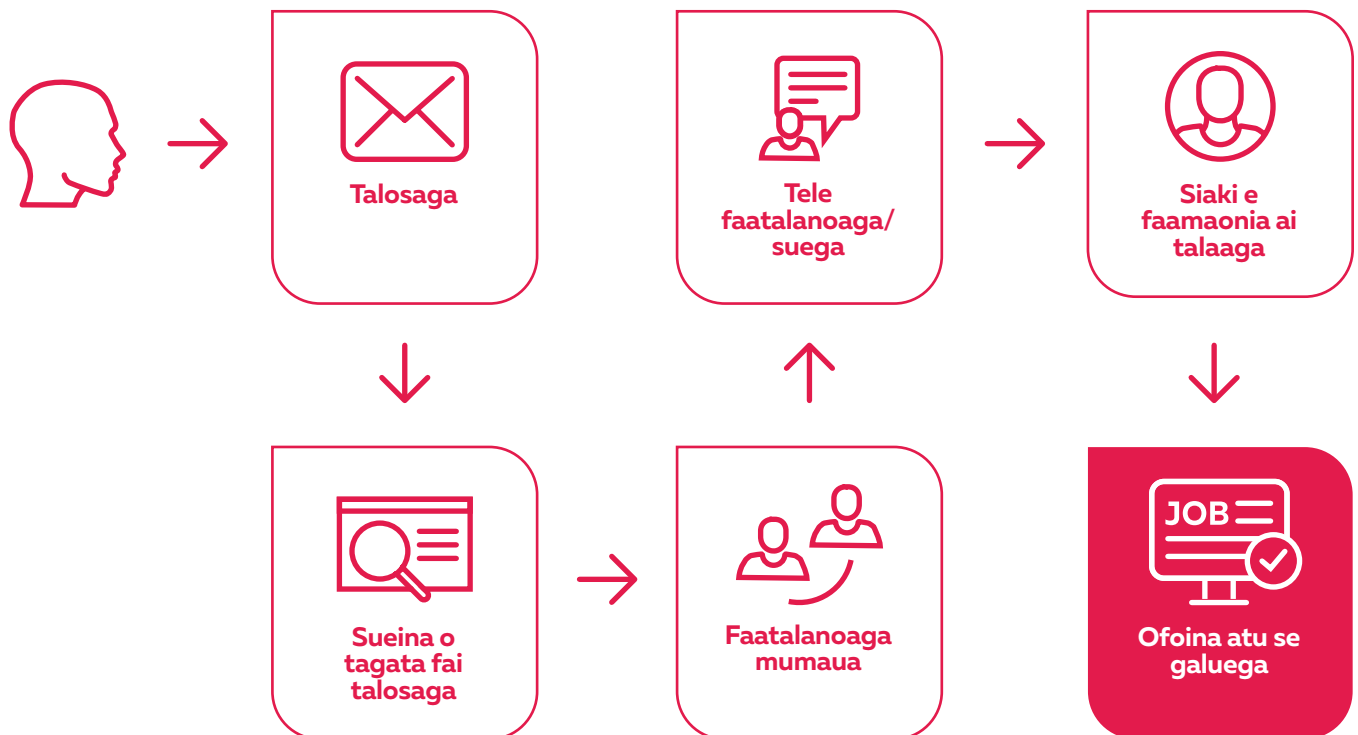 Talosaga
Sueina o
tagata fai
talosaga
Faatalanoaga
mumaua
Tele
faatalanoaga/
suega
Siaki e
faamaonia ai
talaaga
JOB
Ofoina atu se
galuega